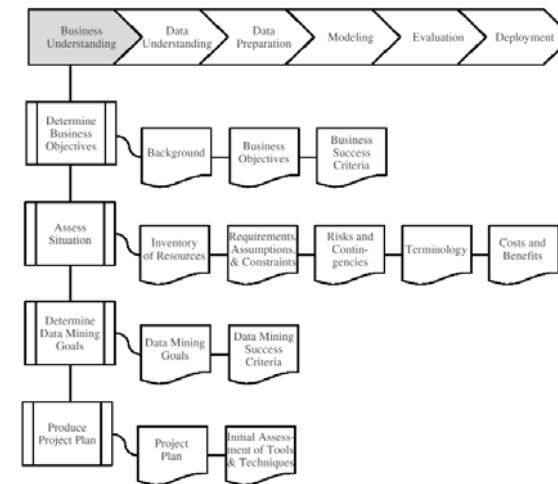 Business
Understanding
Data
Understanding
Data
Preparation
Modeling
Evaluation
Deployment
Determine
Business
Objectives
Background
Business
Objectives
Business
Success
Criteria
Assess
Situation
Inventory
of Resources
Requirements,
Assumptions,
& Constraints
Risks and
Contin-
gencies
Terminology
Costs and
Benefits
Determine
Data Mining
Goals
Data Mining
Goals
Data Mining
Success
Criteria
Produce
Project Plan
Project
Plan
Initial Assess-
ment of Tools
& Techniques